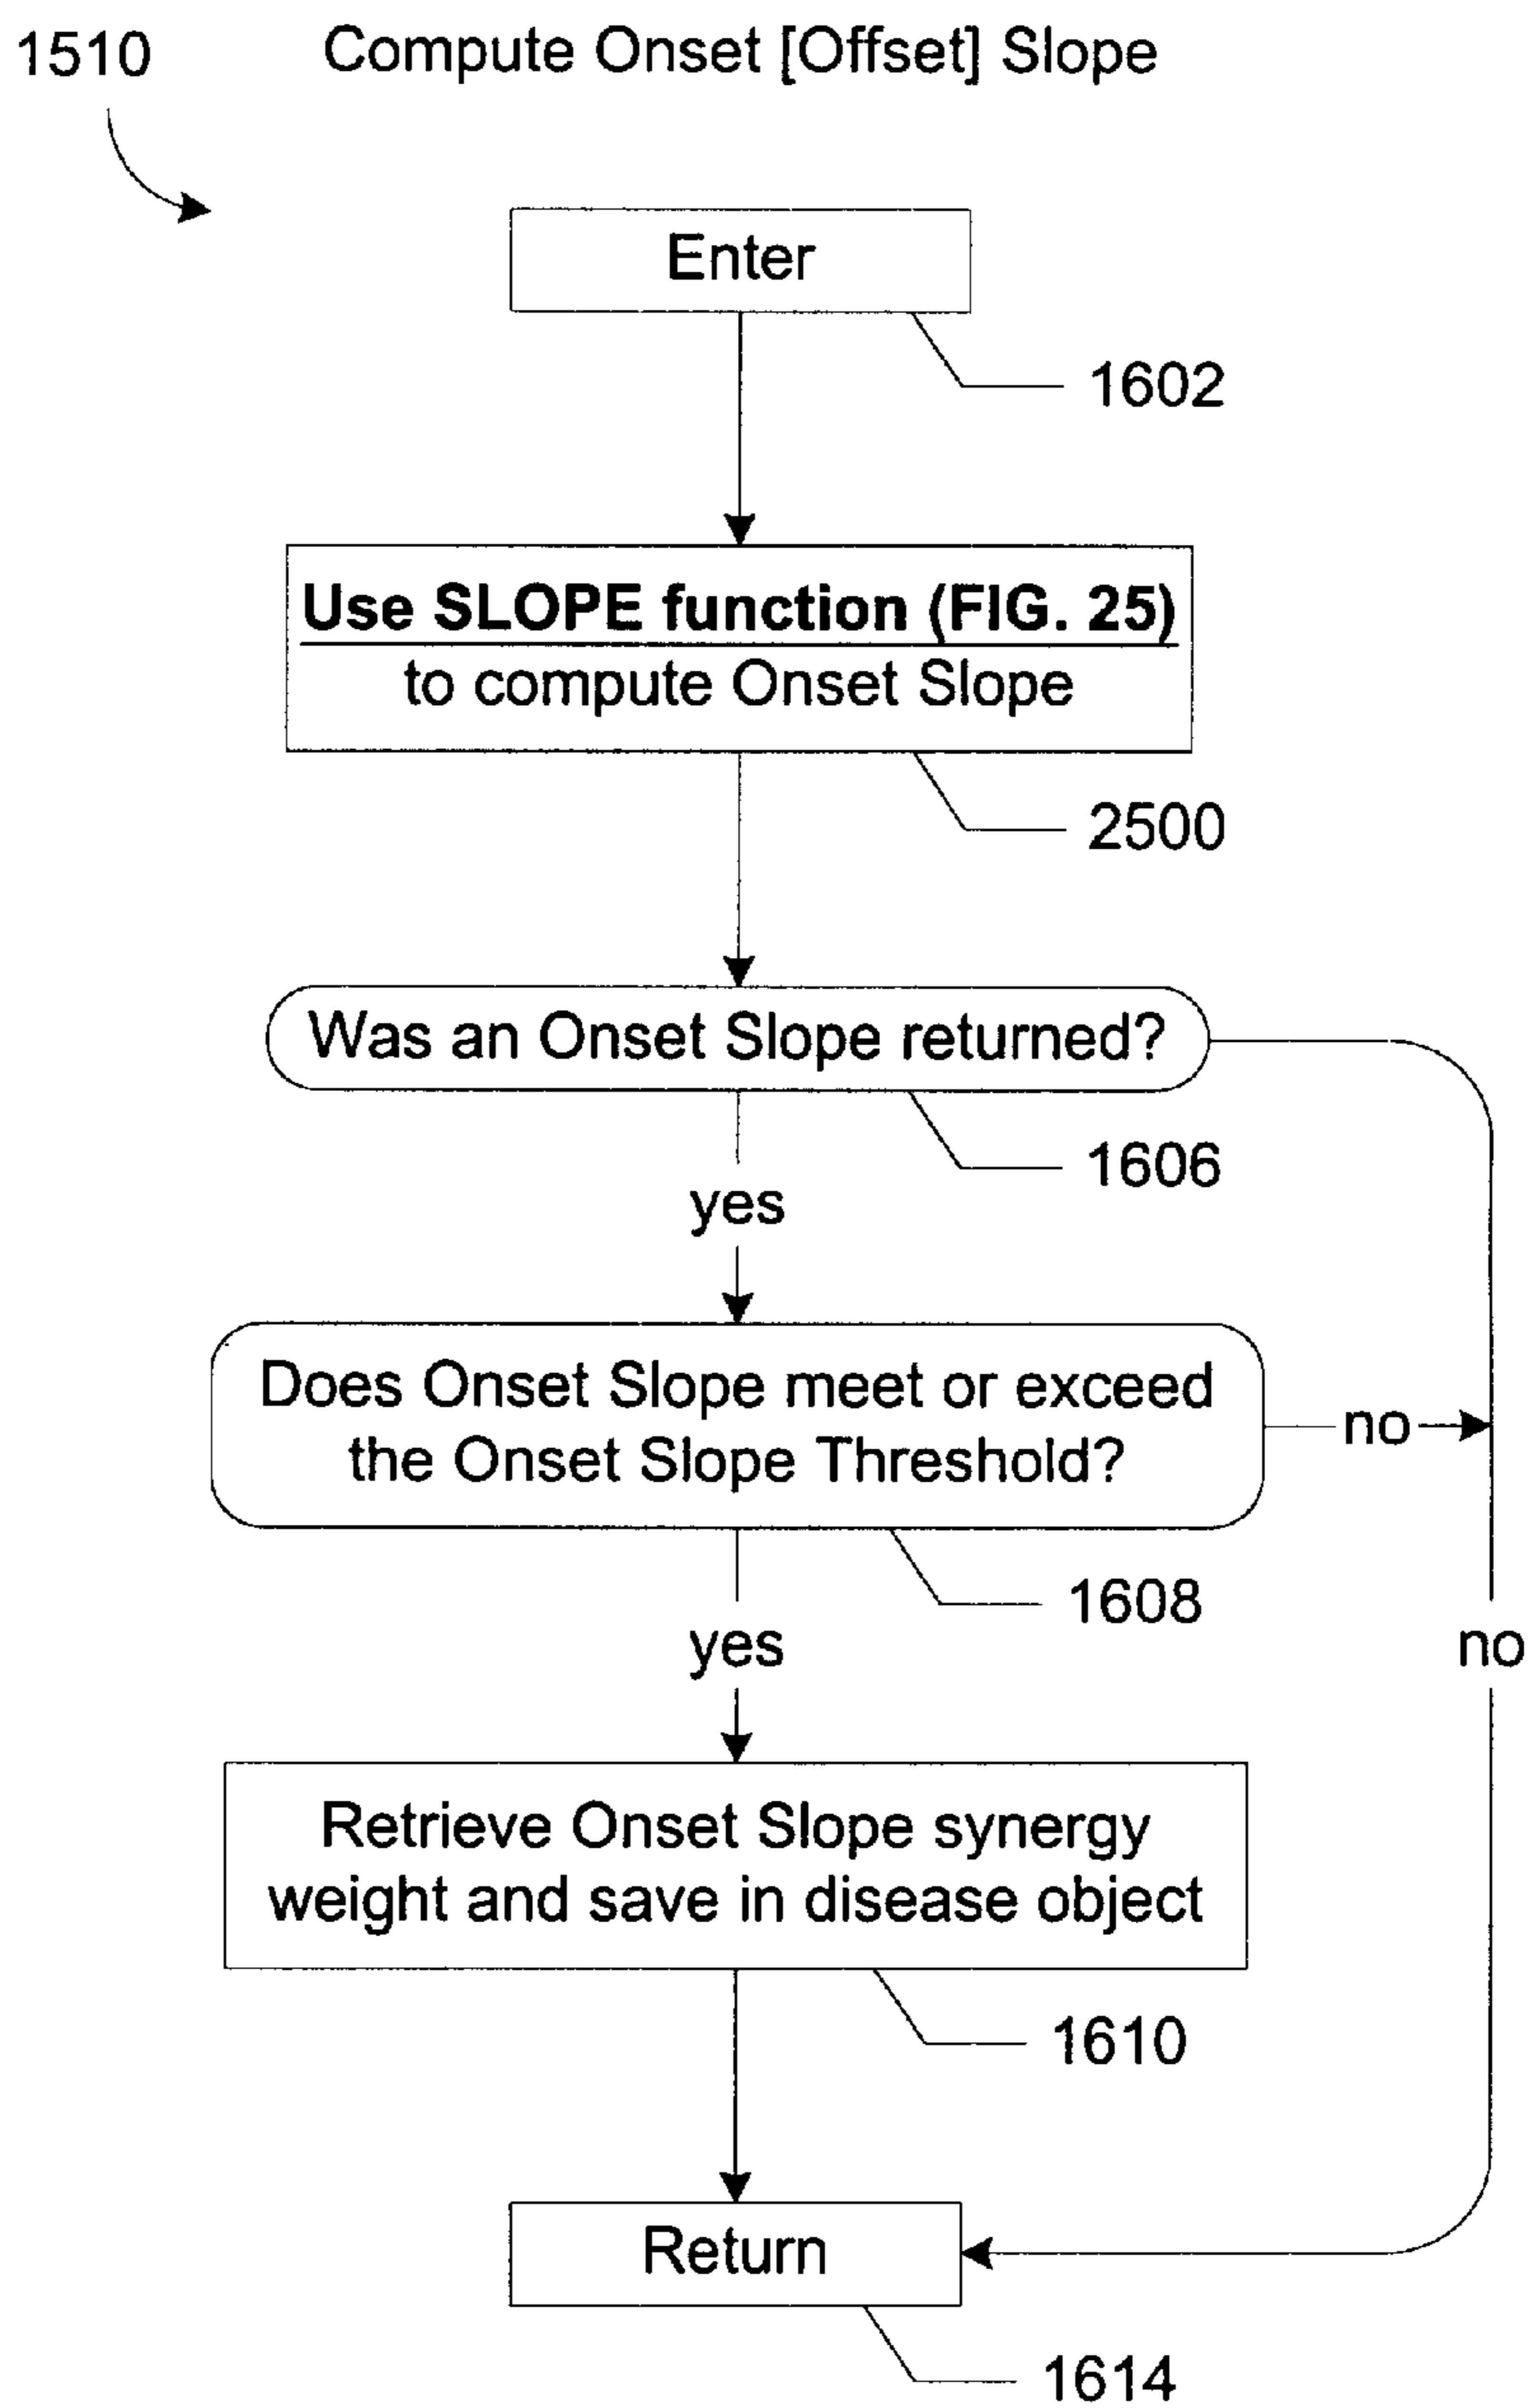 1510
Compute Onset [Offset] Slope
Enter
1602
Use SLOPE function (FIG. 25)
to compute Onset Slope
2500
Was an Onset Slope returned?
1606
yes
Does Onset Slope meet or exceed
the Onset Slope Threshold?
no
1608
yes
no
Retrieve Onset Slope synergy
weight and save in disease object
1610
Return
1614